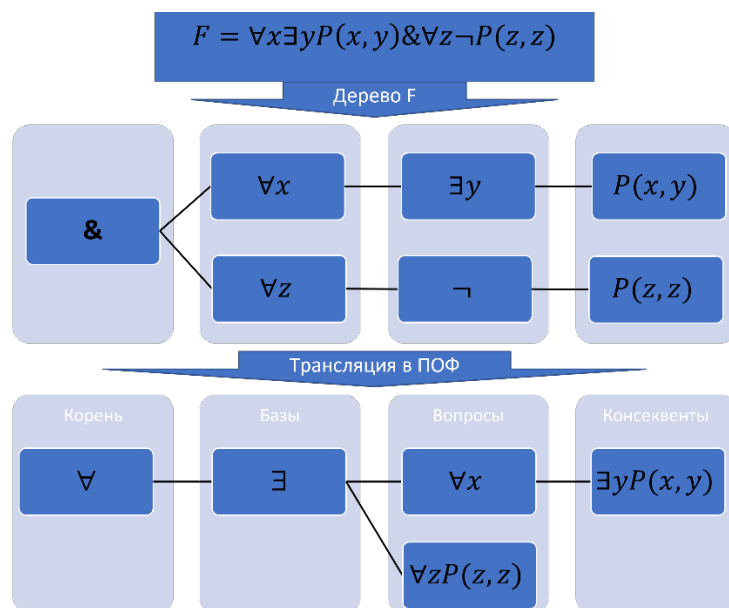 F = ∀x∃yP(x, y)&∀z¬P(z, z)
Дерево F
∀x ∃y P(x, y)
&
∀z ¬ P(z, z)
Трансляция в ПОФ
Корень Базы Вопросы Консеквенты
∀ ∃ ∀x ∃yP(x, y)
∀zP(z, z)